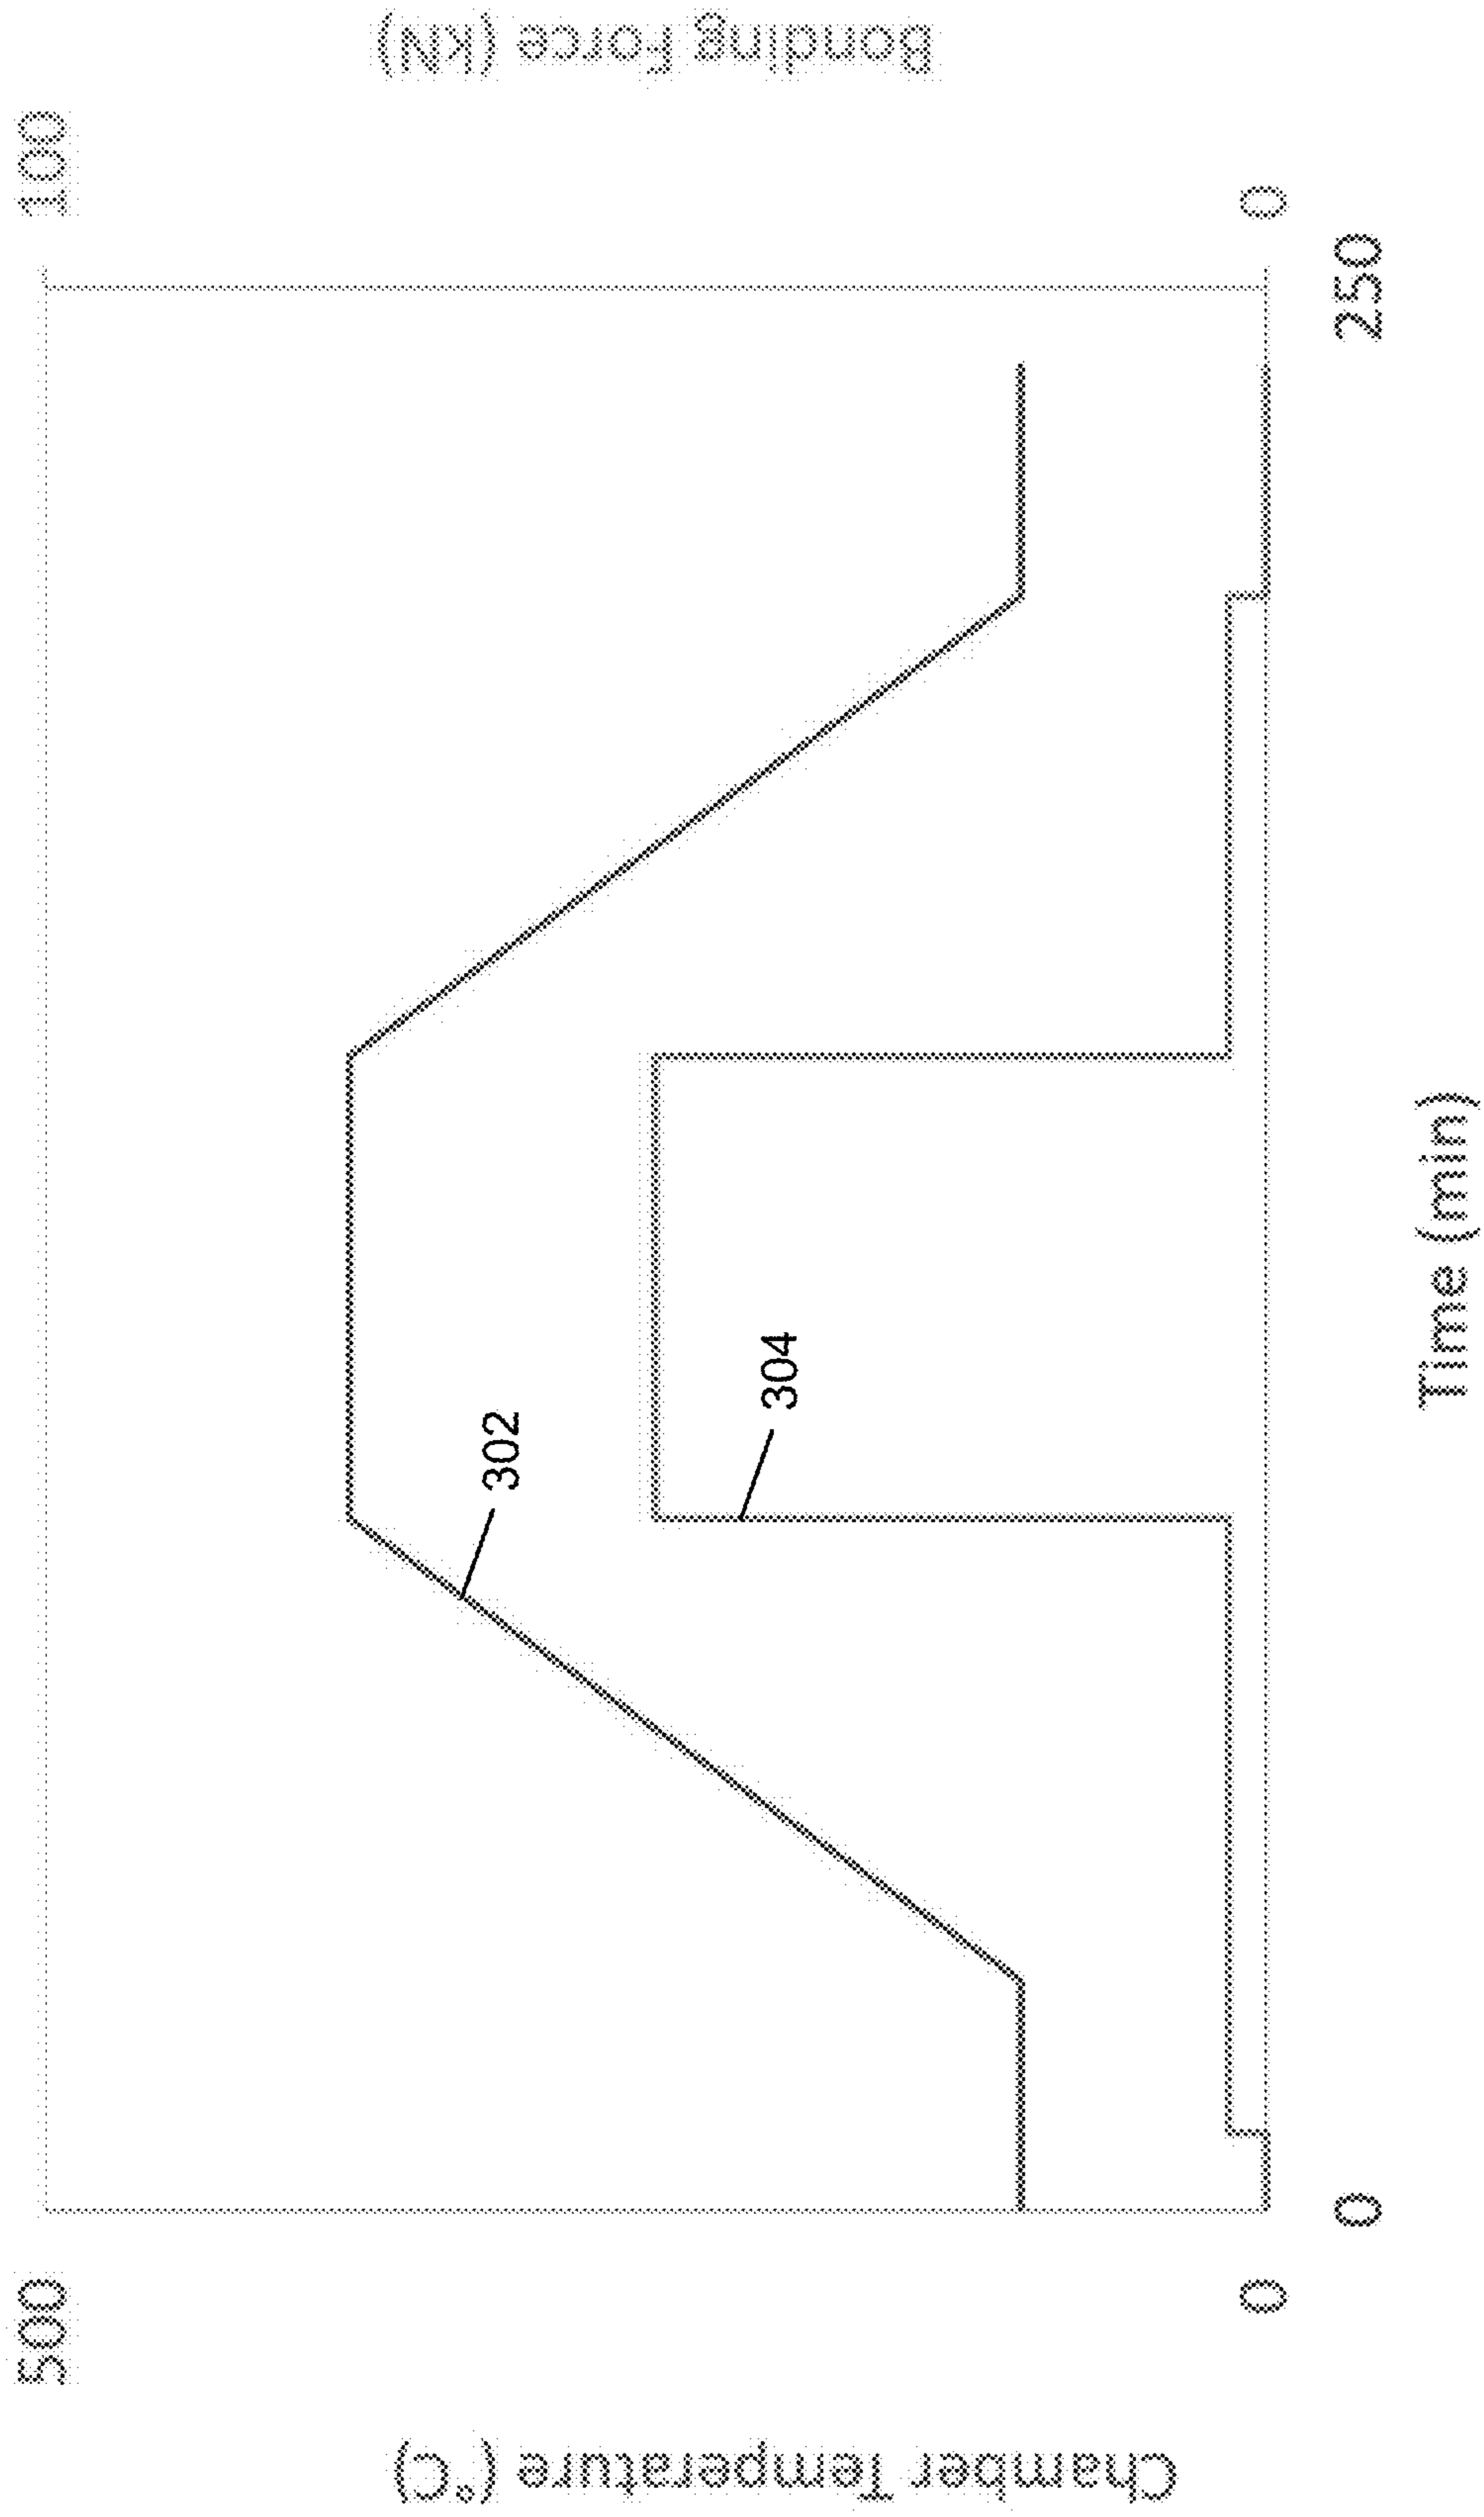 500
100
Chamber Temperature (°C)
Bonding Force (kN)
302
304
0
0
0
250
Time (min)